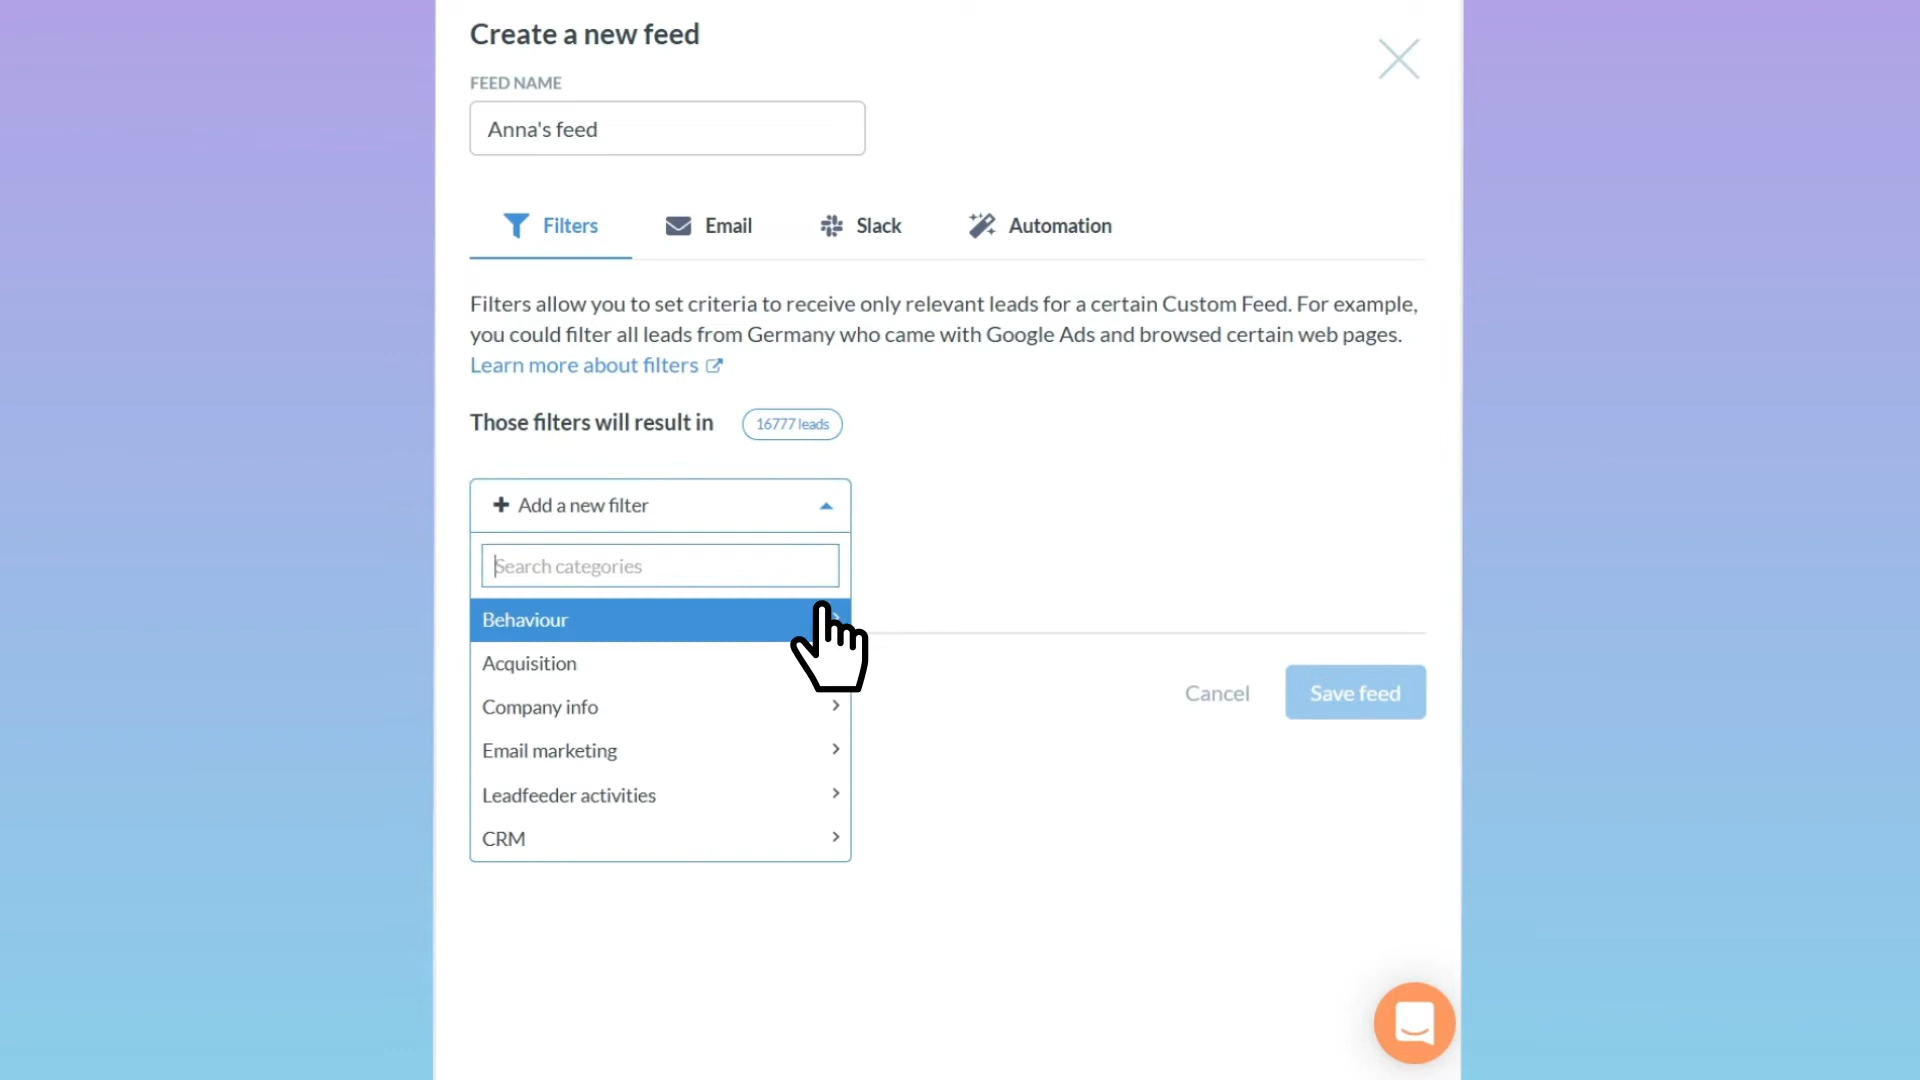 Create a new feed
FEED NAME
Anna's feed
Filters
Email
Slack
Automation
Filters allow you to set criteria to receive only relevant leads for a certain Custom Feed. For example,
you could filter all leads from Germany who came with Google Ads and browsed certain web pages.
Learn more about filters
Those filters will result in
16777 leads
Add a new filter
Search categories
Behaviour
Acquisition
Company info
Email marketing
Leadfeeder activities
CRM
Cancel
Save feed